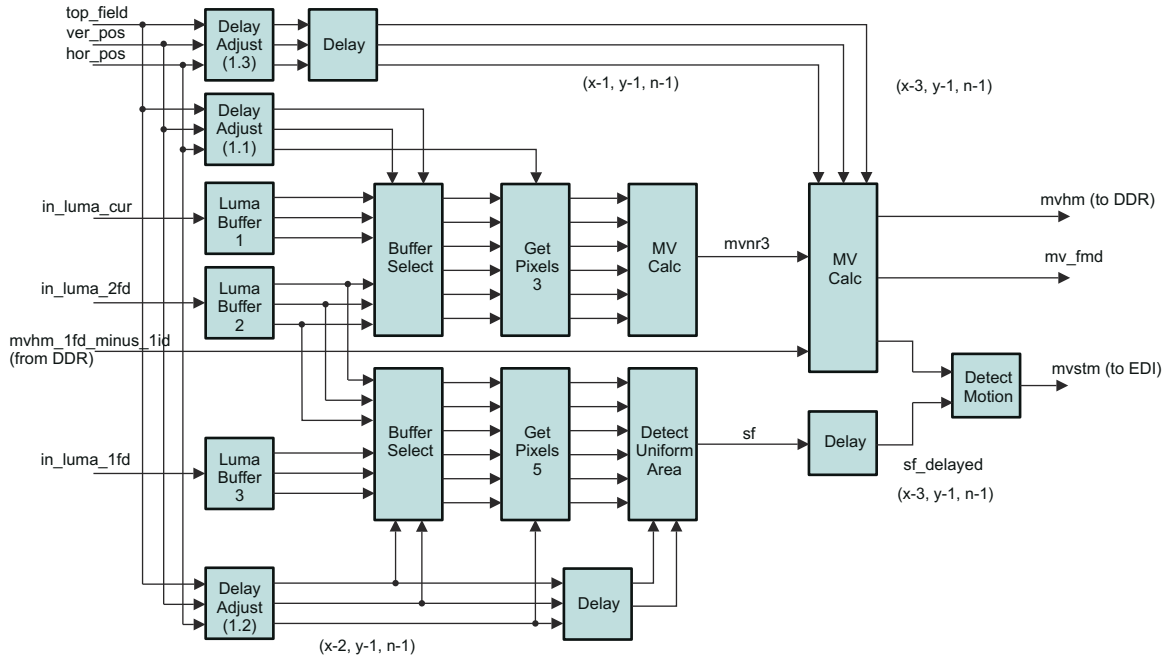 top_field
ver_pos
hor_pos
Delay
Adjust
(1.3)
Delay
(x-1, y-1, n-1)
(x-3, y-1, n-1)
Delay
Adjust
(1.1)
in_luma_cur
Luma
Buffer
1
Buffer
Select
Get
Pixels
3
MV
Calc
mvnr3
MV
Calc
mvhm (to DDR)
mv_fmd
in_luma_2fd
Luma
Buffer
2
mvhm_1fd_minus_1id
(from DDR)
Detect
Motion
mvstm (to EDI)
Buffer
Select
Get
Pixels
5
Detect
Uniform
Area
sf
Delay
sf_delayed
(x-3, y-1, n-1)
in_luma_1fd
Luma
Buffer
3
Delay
Adjust
(1.2)
Delay
(x-2, y-1, n-1)